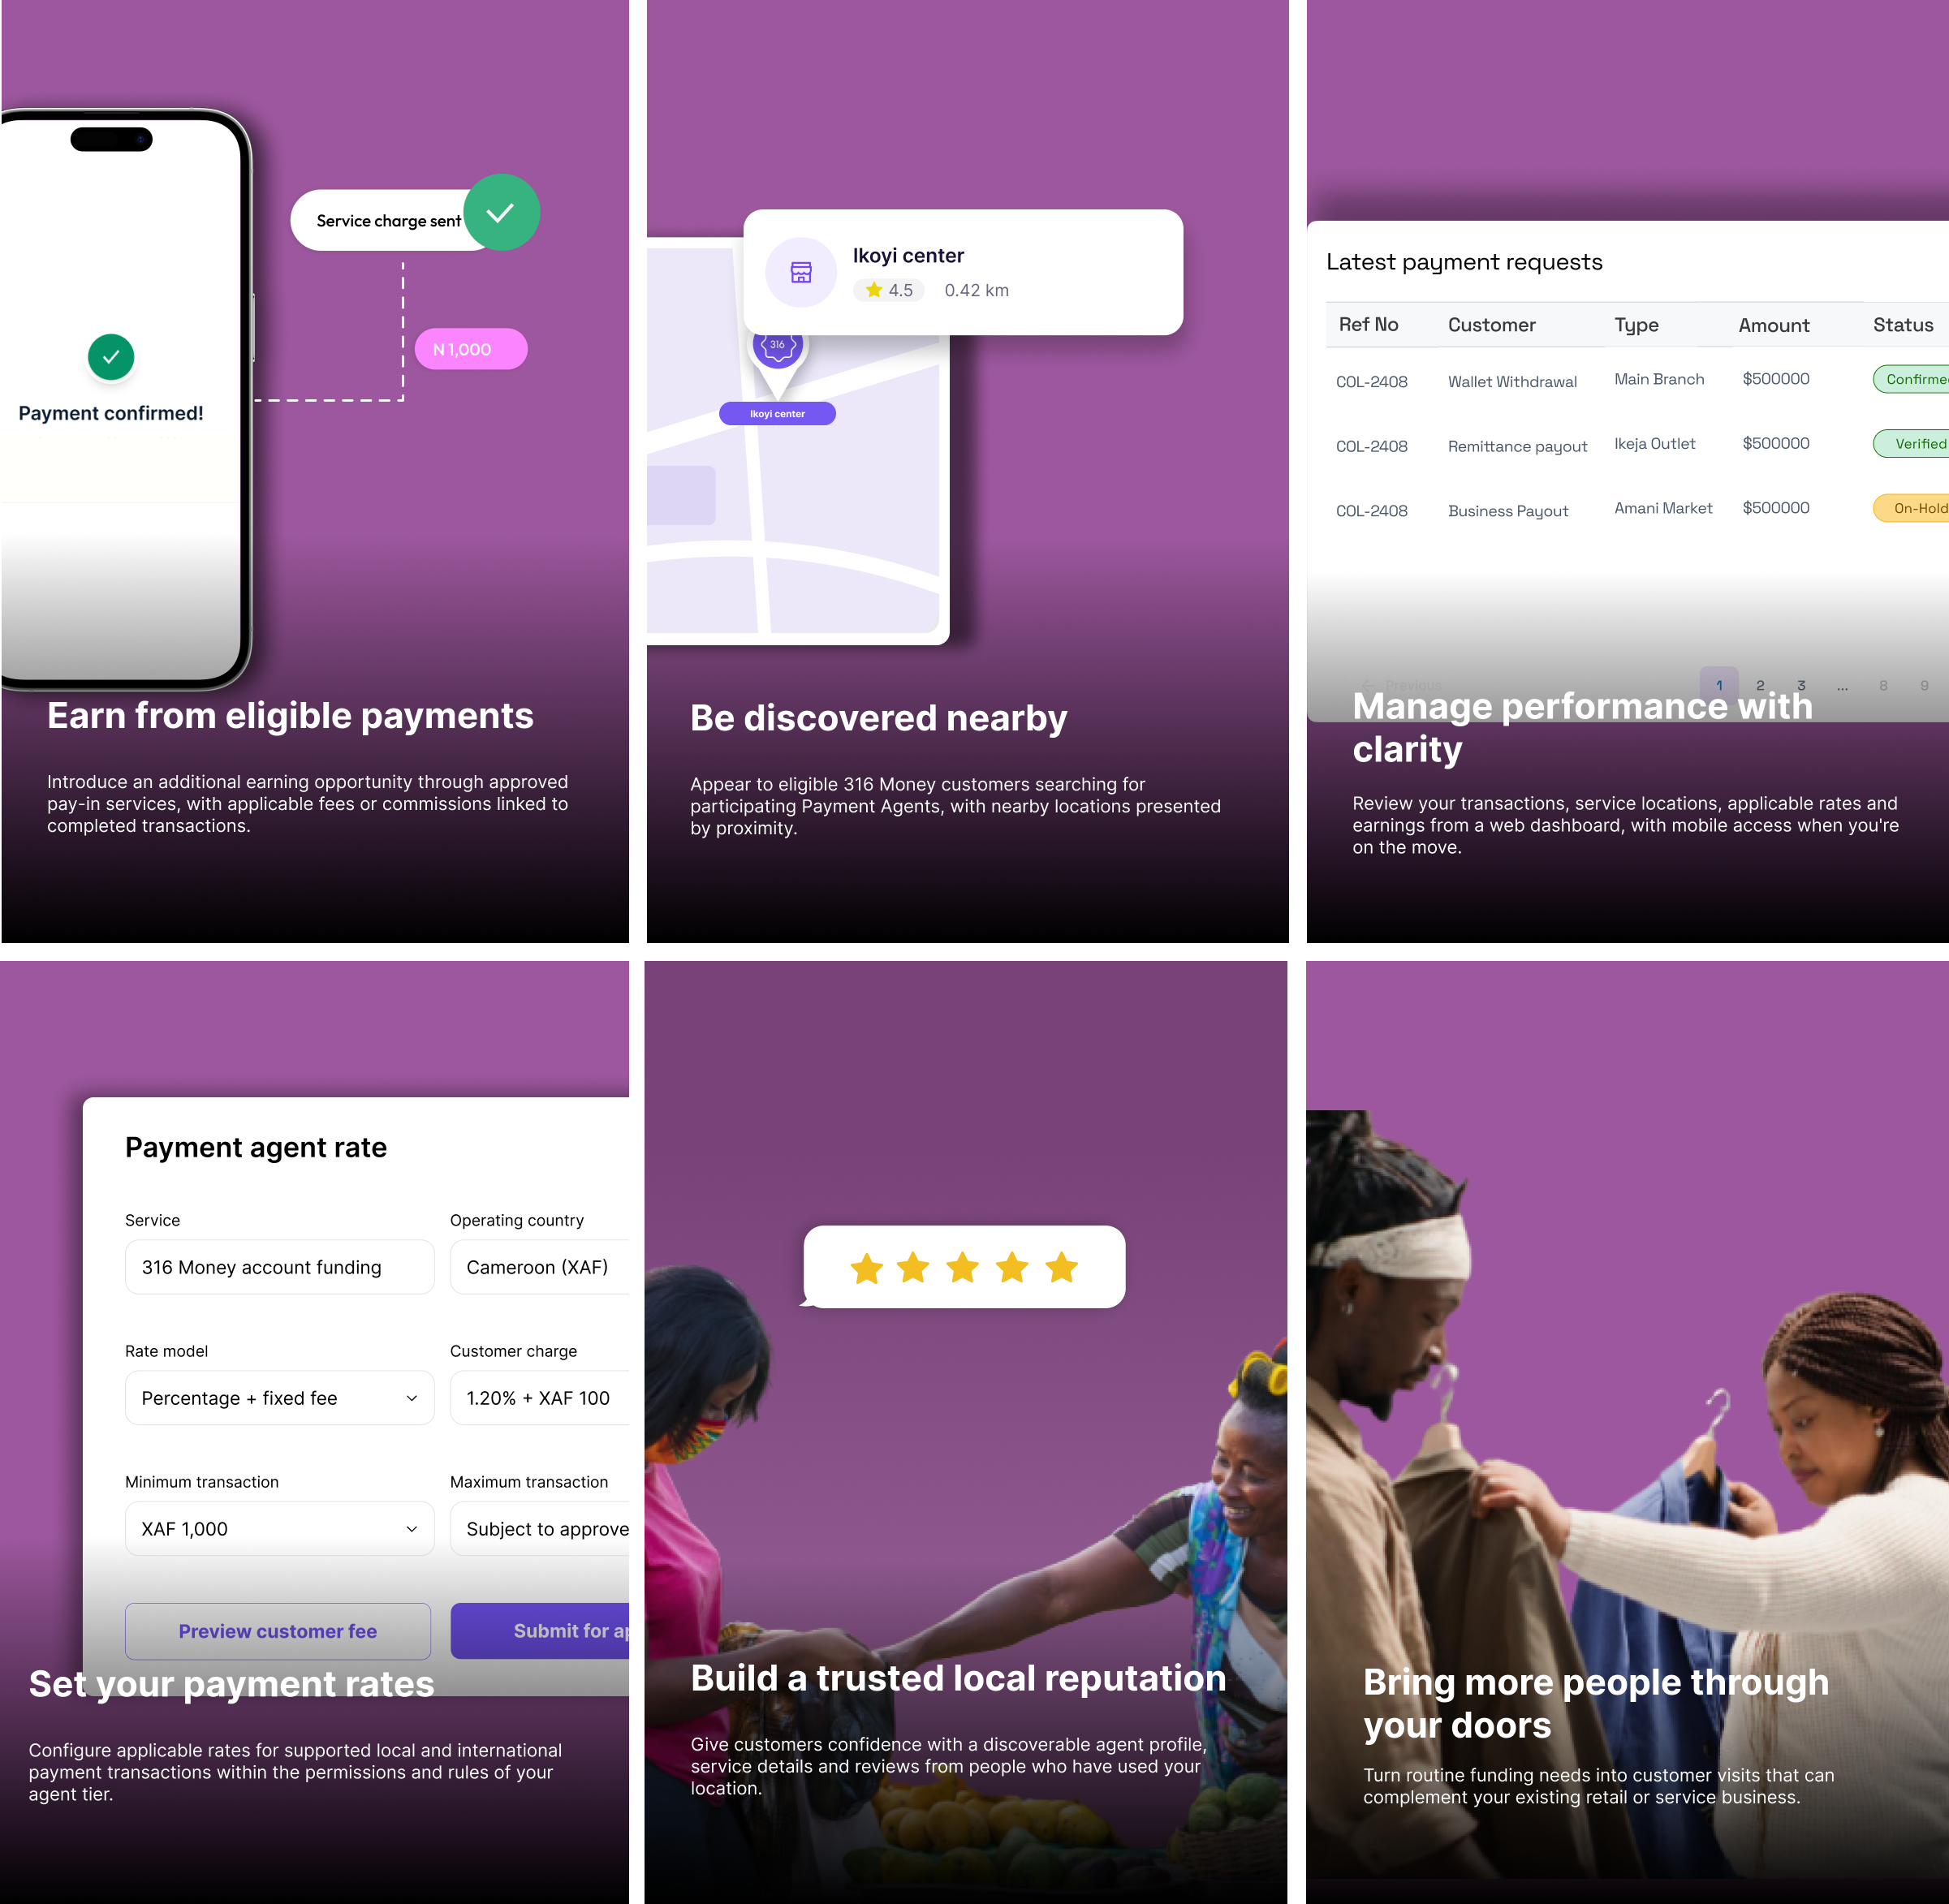 Service charge sent
N 1,000
Payment confirmed!
Earn from eligible payments
Introduce an additional earning opportunity through approved
pay-in services, with applicable fees or commissions linked to
completed transactions.
Ikoyi center
4.5 0.42 km
316
Ikoyi center
Be discovered nearby
Appear to eligible 316 Money customers searching for
participating Payment Agents, with nearby locations presented
by proximity.
Latest payment requests
Ref No Customer Type Amount Status
COL-2408 Wallet Withdrawal Main Branch $500000 Confirmed
COL-2408 Remittance payout Ikeja Outlet $500000 Verified
COL-2408 Business Payout Amani Market $500000 On-Hold
Previous 1 2 3 ... 8 9
Manage performance with
clarity
Review your transactions, service locations, applicable rates and
earnings from a web dashboard, with mobile access when you're
on the move.
Payment agent rate
Service Operating country
316 Money account funding Cameroon (XAF)
Rate model Customer charge
Percentage + fixed fee 1.20% + XAF 100
Minimum transaction Maximum transaction
XAF 1,000 Subject to approve
Preview customer fee Submit for ap
Set your payment rates
Configure applicable rates for supported local and international
payment transactions within the permissions and rules of your
agent tier.
Build a trusted local reputation
Give customers confidence with a discoverable agent profile,
service details and reviews from people who have used your
location.
Bring more people through
your doors
Turn routine funding needs into customer visits that can
complement your existing retail or service business.